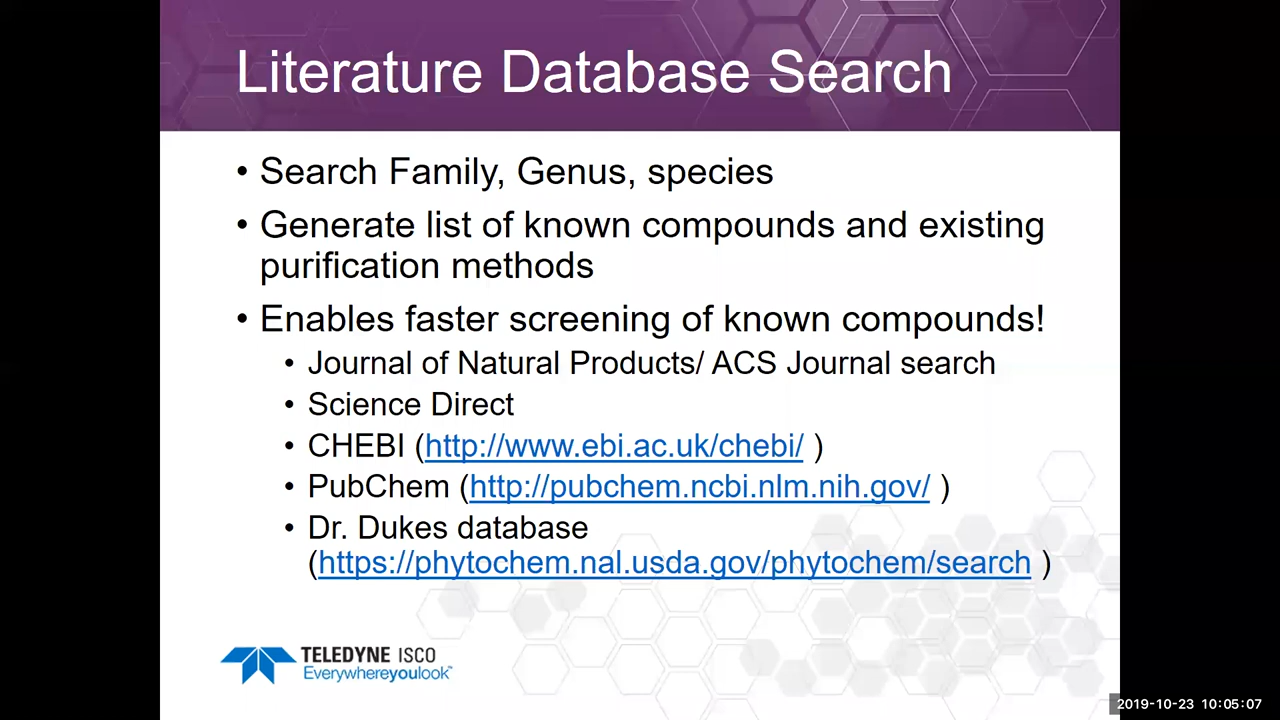 Literature Database Search
• Search Family, Genus, species
• Generate list of known compounds and existing
purification methods
• Enables faster screening of known compounds!
• Journal of Natural Products/ ACS Journal search
• Science Direct
• CHEBI (http://www.ebi.ac.uk/chebi/ )
• PubChem (http://pubchem.ncbi.nlm.nih.gov/ )
• Dr. Dukes database
(https://phytochem.nal.usda.gov/phytochem/search )
TELEDYNE ISCO
Everywhereyoulook™
2019-10-23 10:05:07